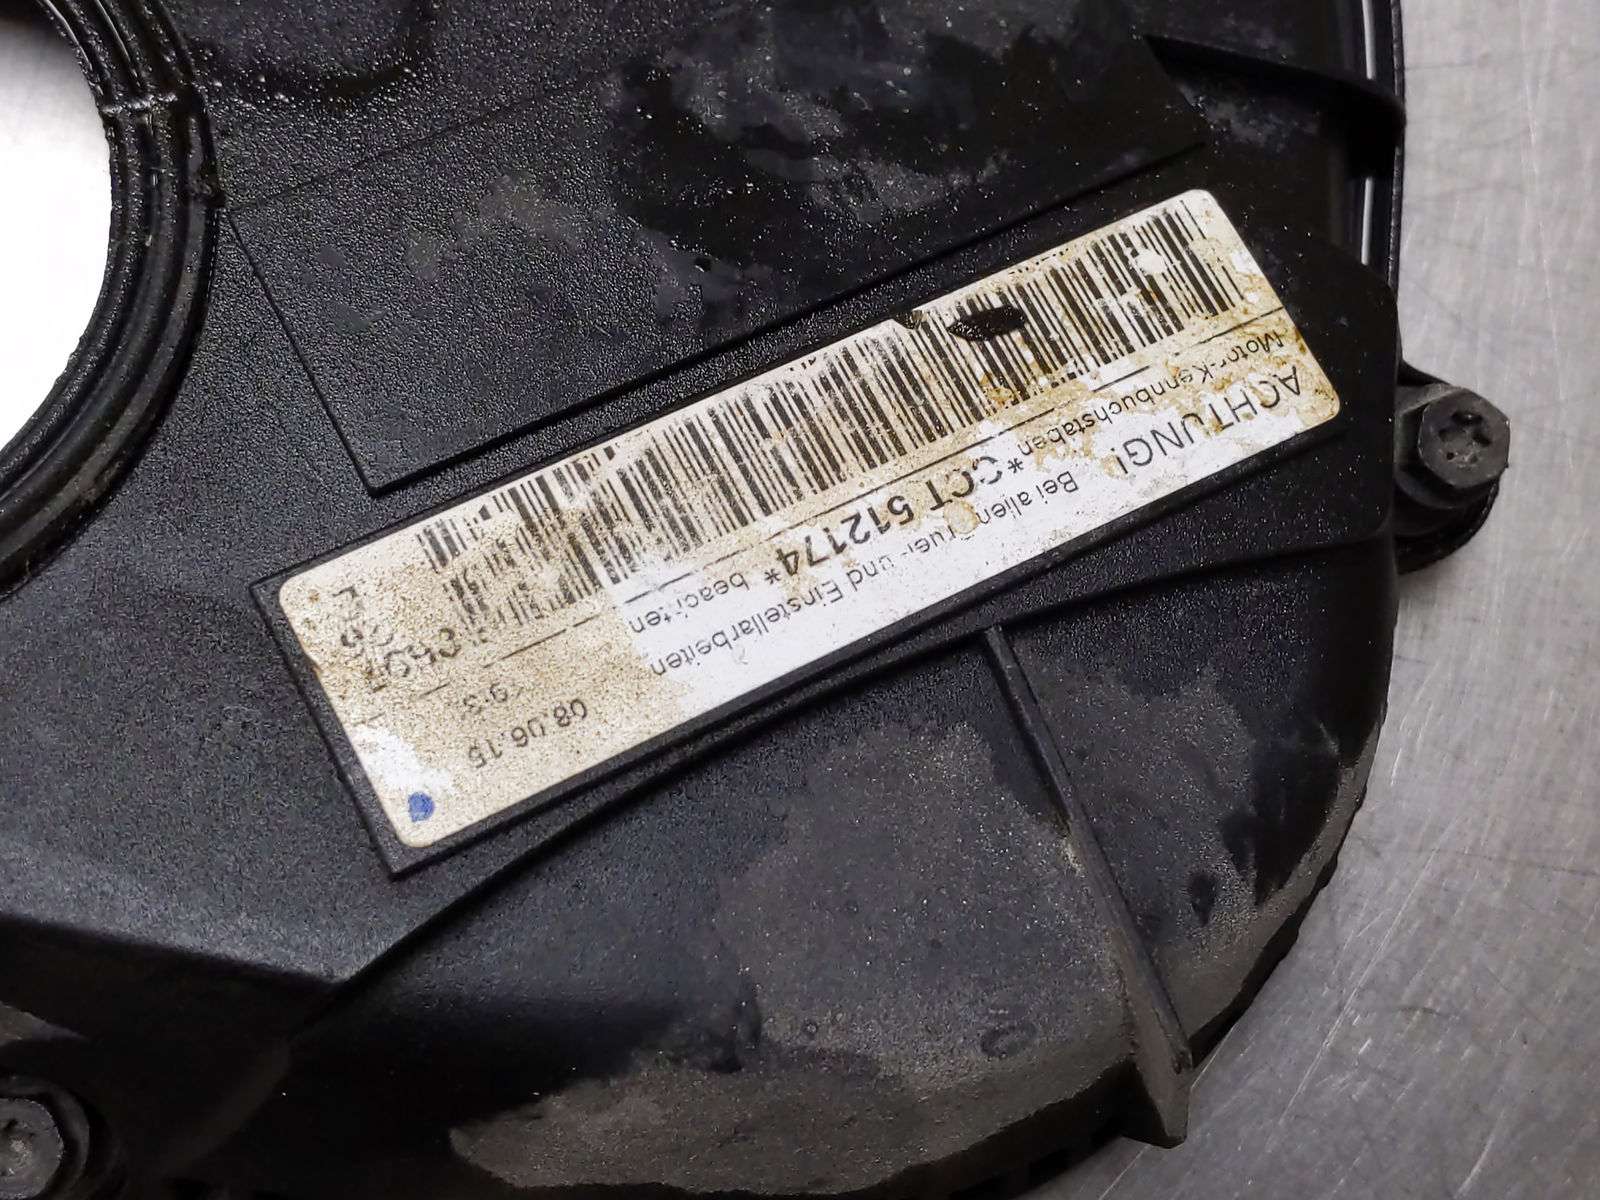 ACHTUNG! Bei allen und Einstellarbeiten 08.06.15
Motor-Kennbuchstaben *CCT 512174* beachten